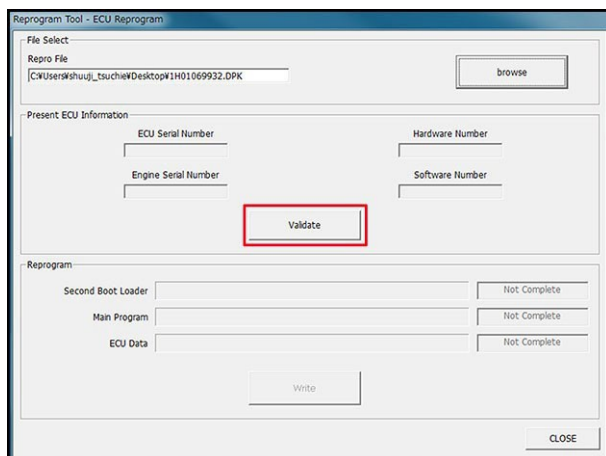 Reprogram Tool - ECU Reprogram
File Select
Repro File
C:¥Users¥shuuji_tsuchie¥Desktop¥1H01069932.DPK
browse
Present ECU Information
ECU Serial Number
Hardware Number
Engine Serial Number
Software Number
Validate
Reprogram
Second Boot Loader
Not Complete
Main Program
Not Complete
ECU Data
Not Complete
Write
CLOSE